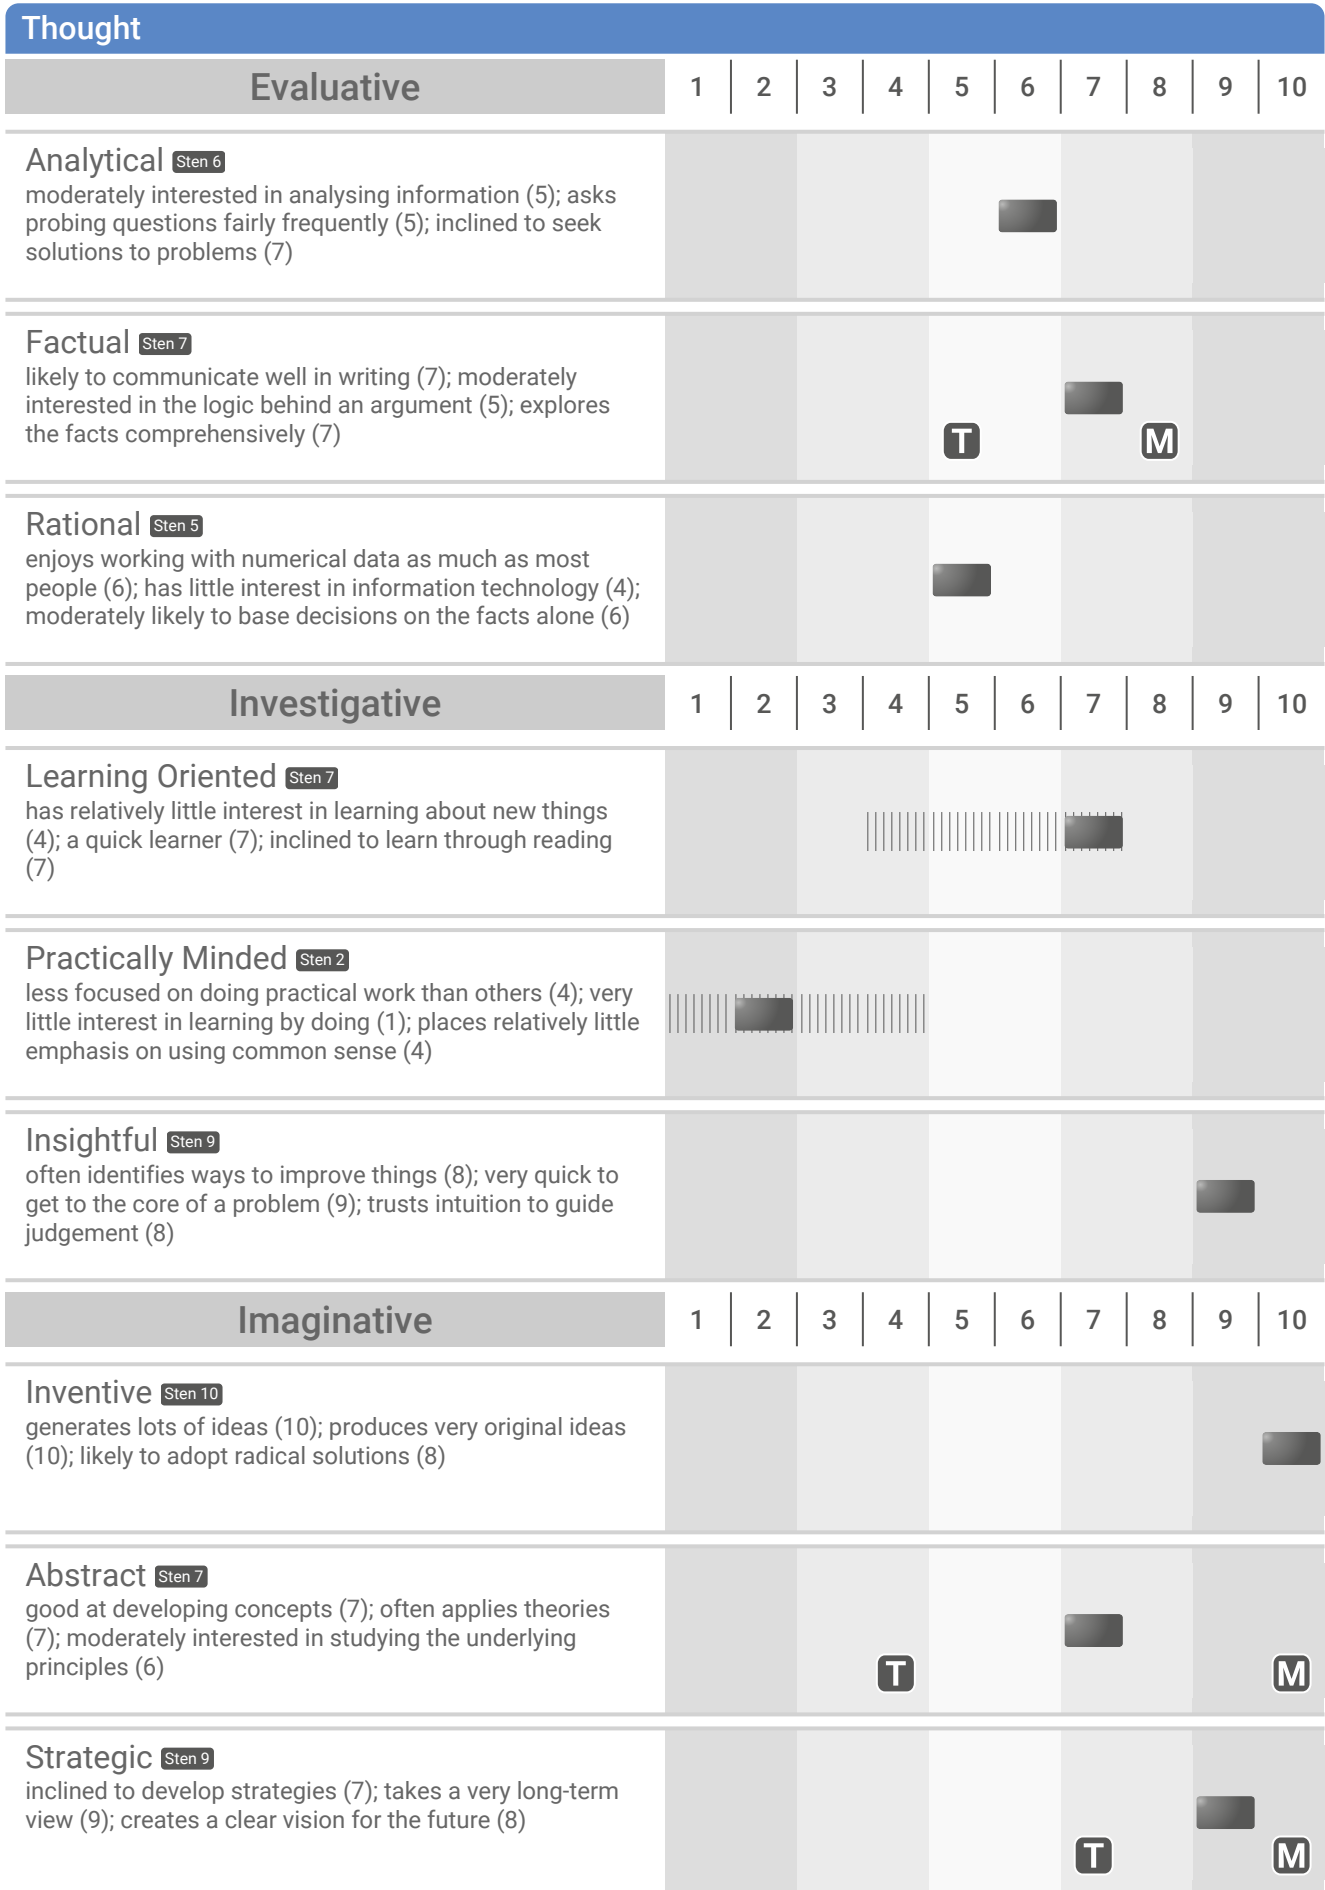 Thought
Evaluative 1 2 3 4 5 6 7 8 9 10
Analytical Sten 6
moderately interested in analysing information (5); asks
probing questions fairly frequently (5); inclined to seek
solutions to problems (7)
Factual Sten 7
likely to communicate well in writing (7); moderately
interested in the logic behind an argument (5); explores
the facts comprehensively (7)
T M
Rational Sten 5
enjoys working with numerical data as much as most
people (6); has little interest in information technology (4);
moderately likely to base decisions on the facts alone (6)
Investigative 1 2 3 4 5 6 7 8 9 10
Learning Oriented Sten 7
has relatively little interest in learning about new things
(4); a quick learner (7); inclined to learn through reading
(7)
Practically Minded Sten 2
less focused on doing practical work than others (4); very
little interest in learning by doing (1); places relatively little
emphasis on using common sense (4)
Insightful Sten 9
often identifies ways to improve things (8); very quick to
get to the core of a problem (9); trusts intuition to guide
judgement (8)
Imaginative 1 2 3 4 5 6 7 8 9 10
Inventive Sten 10
generates lots of ideas (10); produces very original ideas
(10); likely to adopt radical solutions (8)
Abstract Sten 7
good at developing concepts (7); often applies theories
(7); moderately interested in studying the underlying
principles (6)
T M
Strategic Sten 9
inclined to develop strategies (7); takes a very long-term
view (9); creates a clear vision for the future (8)
T M